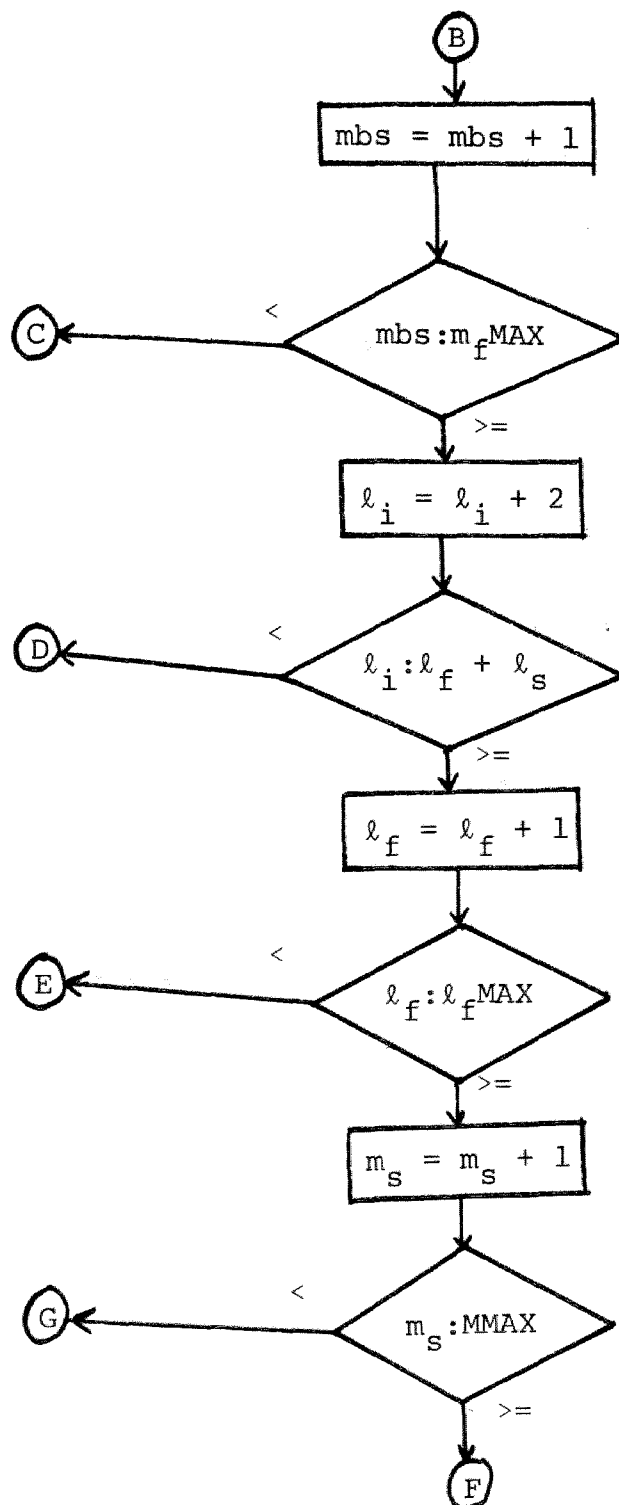 B
mbs = mbs + 1
<
C
mbs:m_fMAX
>=
ℓ_i = ℓ_i + 2
<
D
ℓ_i:ℓ_f + ℓ_s
>=
ℓ_f = ℓ_f + 1
<
E
ℓ_f:ℓ_fMAX
>=
m_s = m_s + 1
<
G
m_s:MMAX
>=
F